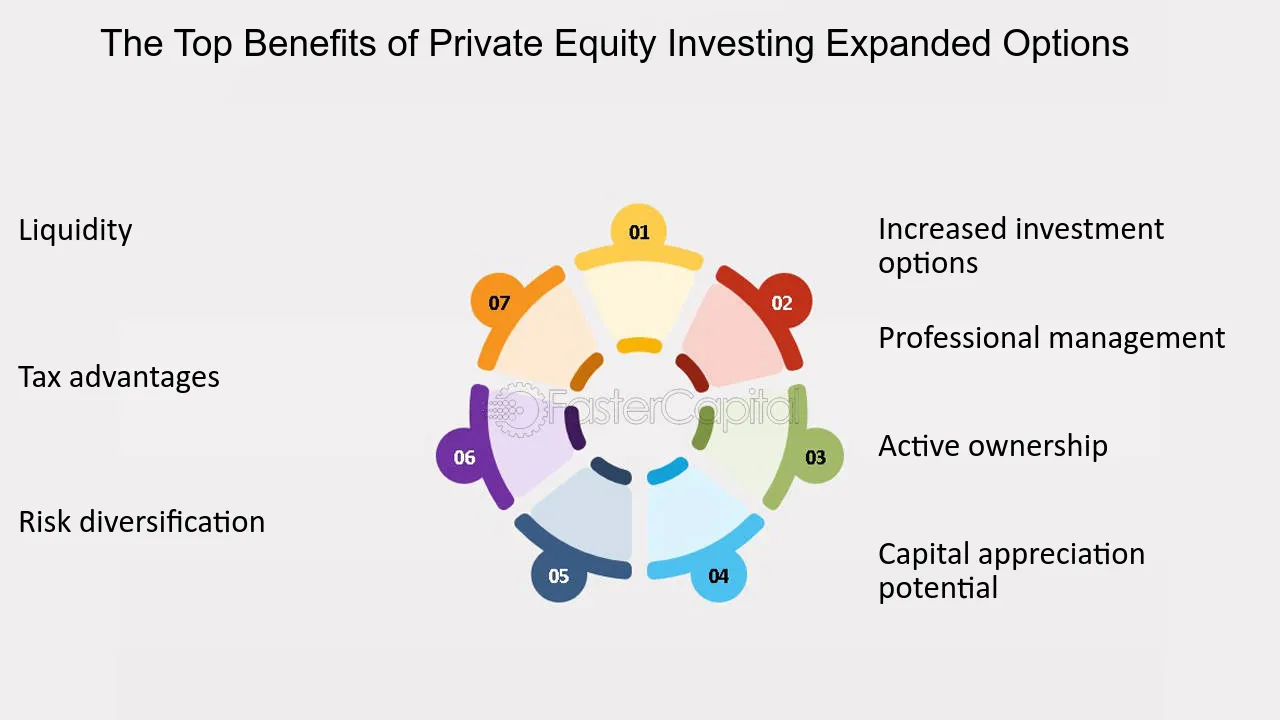 The Top Benefits of Private Equity Investing Expanded Options
Liquidity
Tax advantages
Risk diversification
01
02
03
04
05
06
07
FasterCapital
Increased investment
options
Professional management
Active ownership
Capital appreciation
potential